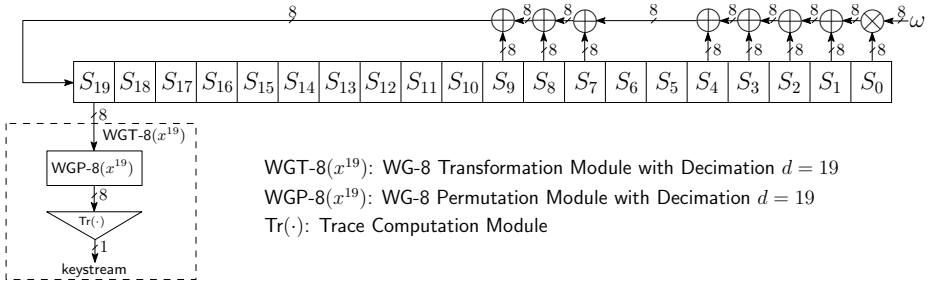 8 8 8 8 8 8 8 8 8 ω
8 8 8 8 8 8 8 8 8
S₁₉ S₁₈ S₁₇ S₁₆ S₁₅ S₁₄ S₁₃ S₁₂ S₁₁ S₁₀ S₉ S₈ S₇ S₆ S₅ S₄ S₃ S₂ S₁ S₀
8
WGT-8(x¹⁹)
WGP-8(x¹⁹)
8
Tr(·)
1
keystream
WGT-8(x¹⁹): WG-8 Transformation Module with Decimation d = 19
WGP-8(x¹⁹): WG-8 Permutation Module with Decimation d = 19
Tr(·): Trace Computation Module